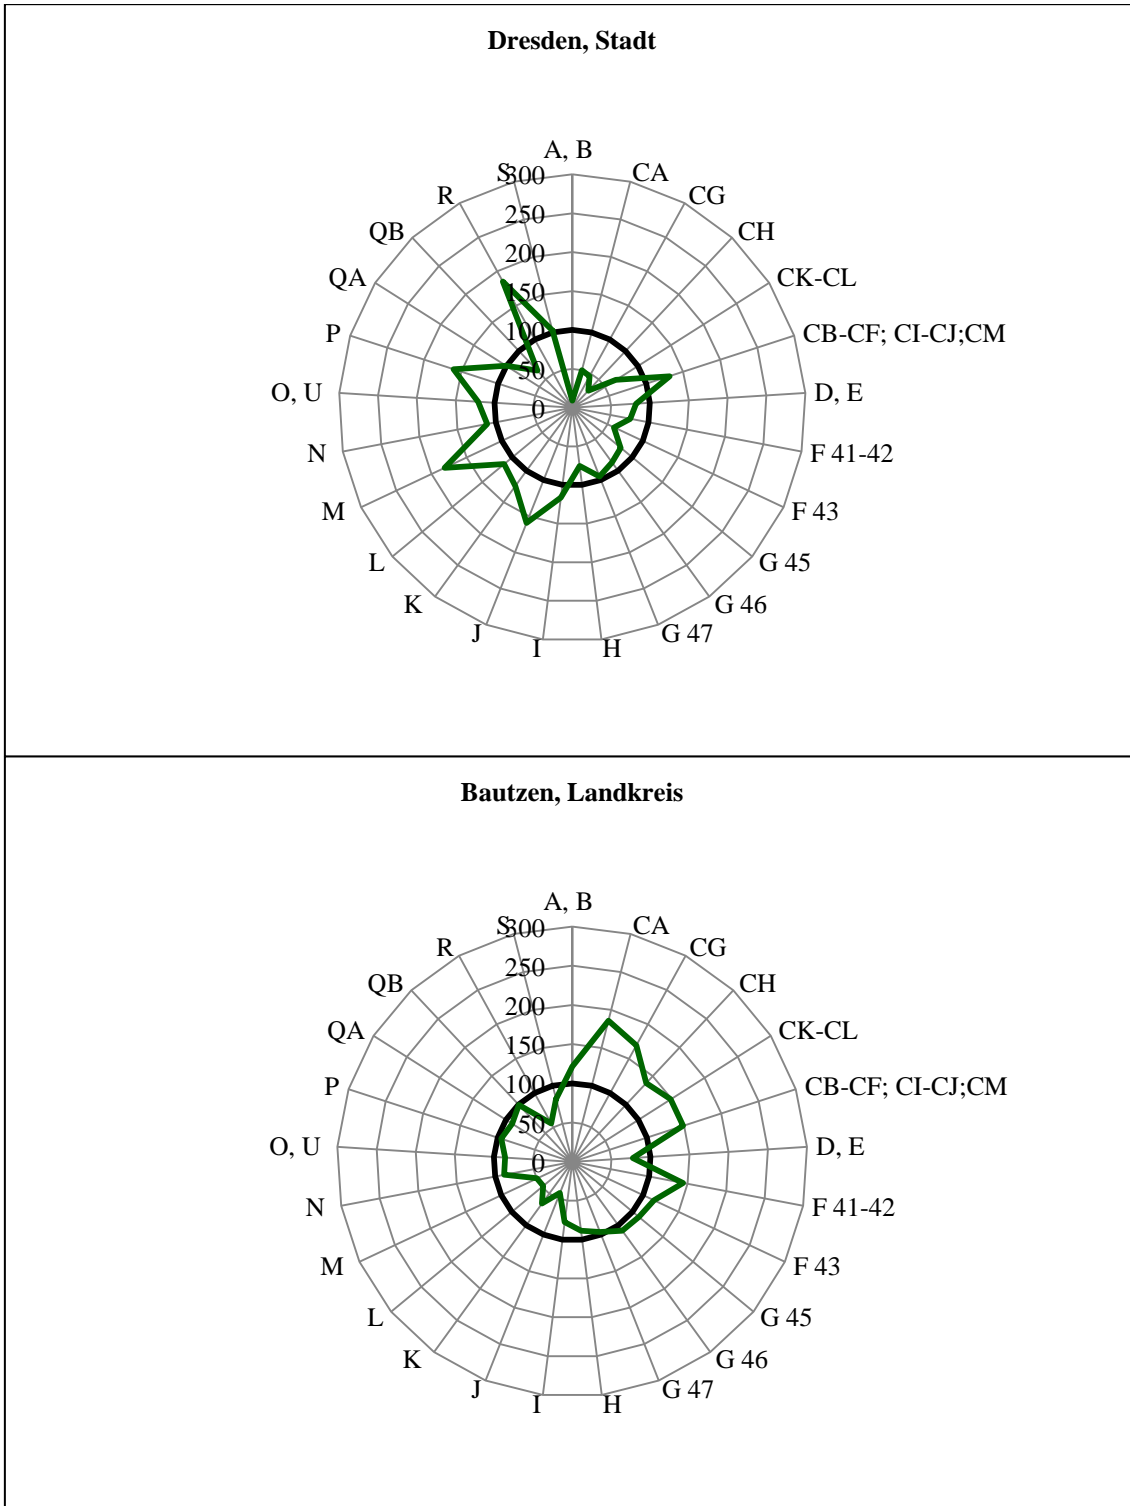 Dresden, Stadt
A, B
CA
CG
CH
CK-CL
CB-CF; CI-CJ;CM
D, E
F 41-42
F 43
G 45
G 46
G 47
H
I
J
K
L
M
N
O, U
P
QA
QB
R
S
300
250
200
150
100
50
0
Bautzen, Landkreis
A, B
CA
CG
CH
CK-CL
CB-CF; CI-CJ;CM
D, E
F 41-42
F 43
G 45
G 46
G 47
H
I
J
K
L
M
N
O, U
P
QA
QB
R
S
300
250
200
150
100
50
0